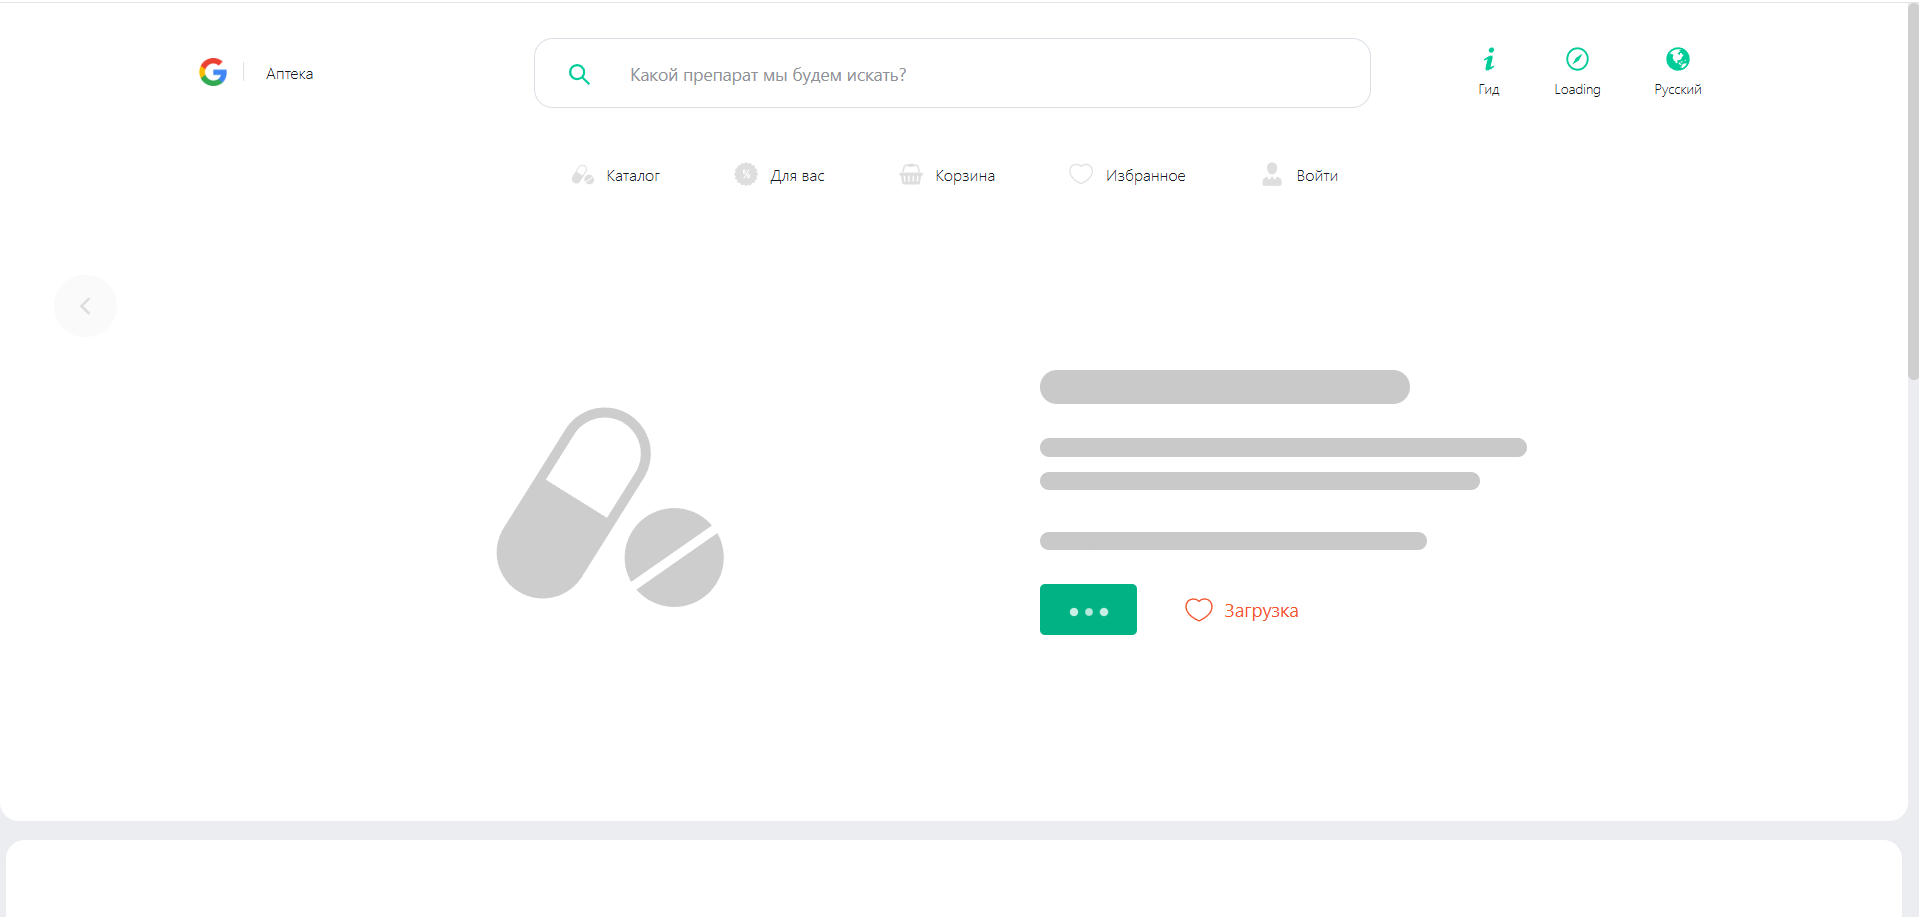 Аптека
Какой препарат мы будем искать?
Гид
Loading
Русский
Каталог
Для вас
Корзина
Избранное
Войти
Загрузка